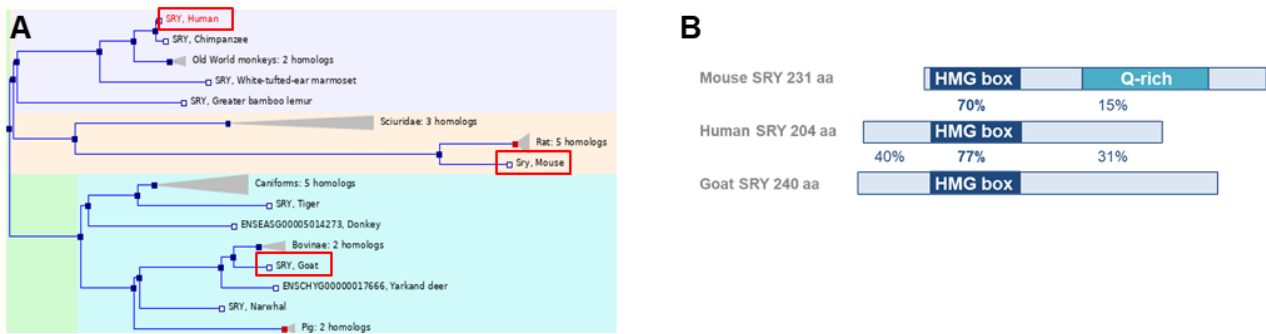 A
SRY, Human
SRY, Chimpanzee
Old World monkeys: 2 homologs
SRY, White-tufted-ear marmoset
SRY, Greater bamboo lemur
Sciuridae: 3 homologs
Rat: 5 homologs
Sry, Mouse
Caniforms: 5 homologs
SRY, Tiger
ENSEASG00005014273, Donkey
Bovinae: 2 homologs
SRY, Goat
ENSCHYG00000017666, Yarkand deer
SRY, Narwhal
Pig: 2 homologs
B
Mouse SRY 231 aa HMG box Q-rich
70% 15%
Human SRY 204 aa HMG box
40% 77% 31%
Goat SRY 240 aa HMG box